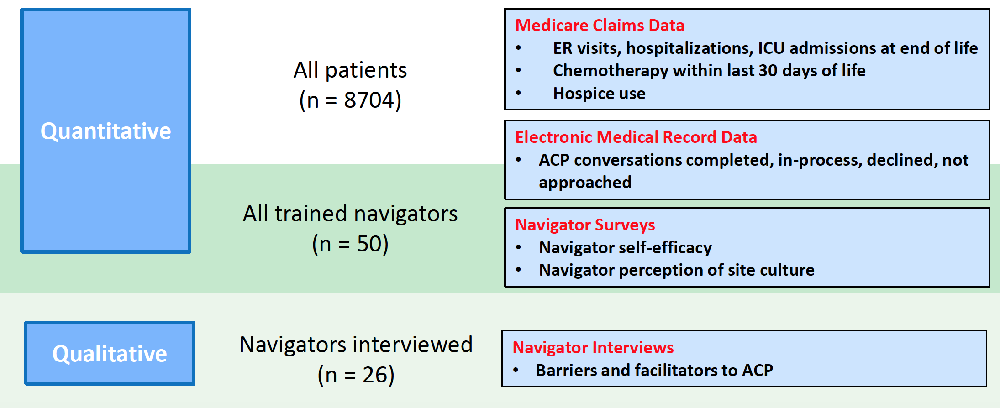 Quantitative
All patients
(n = 8704)
Medicare Claims Data
• ER visits, hospitalizations, ICU admissions at end of life
• Chemotherapy within last 30 days of life
• Hospice use
Electronic Medical Record Data
• ACP conversations completed, in-process, declined, not
approached
All trained navigators
(n = 50)
Navigator Surveys
• Navigator self-efficacy
• Navigator perception of site culture
Qualitative
Navigators interviewed
(n = 26)
Navigator Interviews
• Barriers and facilitators to ACP